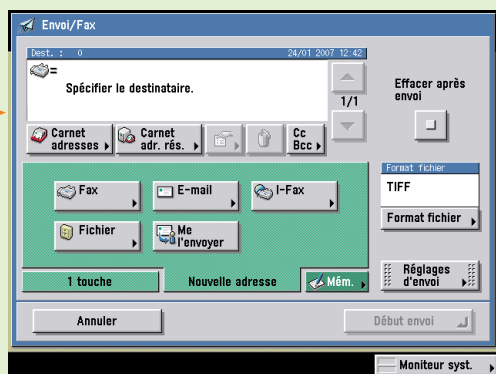 Envoi/Fax
Dest. : 0 24/01 2007 12:42
=
Spécifier le destinataire.
1/1
Effacer après
envoi
Carnet
adresses
Carnet
adr. rés.
Cc
Bcc
Format fichier
TIFF
Format fichier
Fax
E-mail
I-Fax
Fichier
Me
l'envoyer
1 touche
Nouvelle adresse
Mém.
Réglages
d'envoi
Annuler
Début envoi
Moniteur syst.